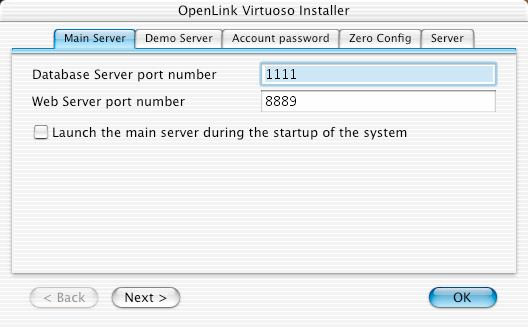 OpenLink Virtuoso Installer
Main Server Demo Server Account password Zero Config Server
Database Server port number 1111
Web Server port number 8889
Launch the main server during the startup of the system
< Back Next > OK